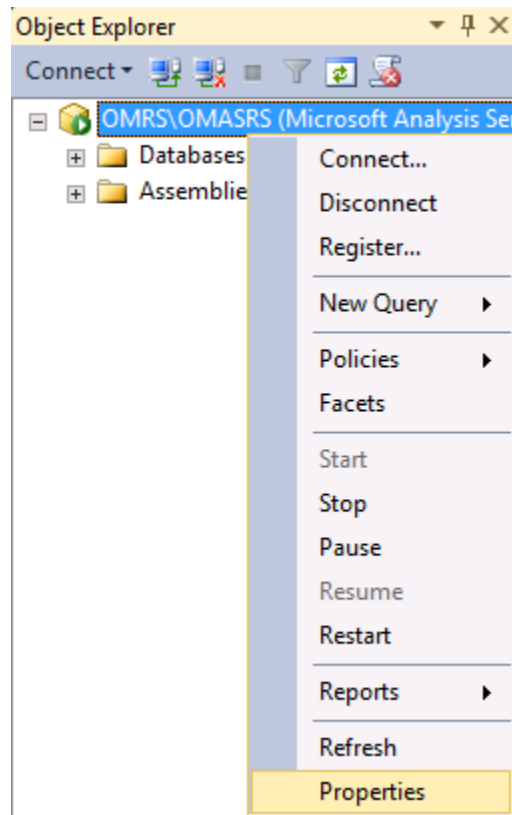 Object Explorer
Connect
OMRS\OMASRS (Microsoft Analysis Ser
Databases
Assemblie
Connect...
Disconnect
Register...
New Query
Policies
Facets
Start
Stop
Pause
Resume
Restart
Reports
Refresh
Properties